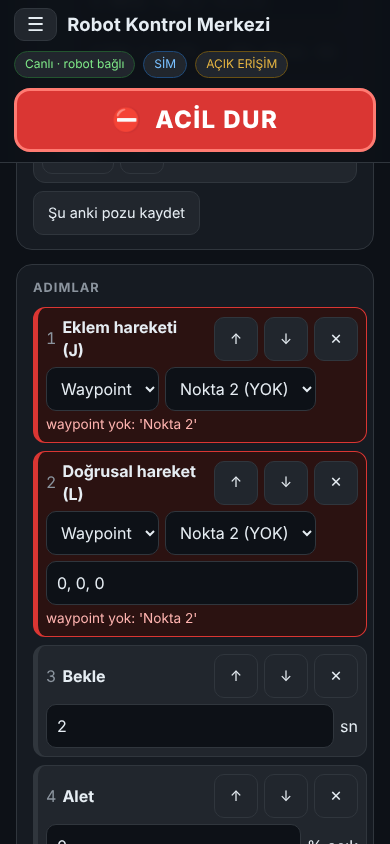 ☰ Robot Kontrol Merkezi
Canlı · robot bağlı SİM AÇIK ERİŞİM
⛔ ACİL DUR
Şu anki pozu kaydet
ADIMLAR
1 Eklem hareketi (J) ↑ ↓ ✕
Waypoint Nokta 2 (YOK)
waypoint yok: 'Nokta 2'
2 Doğrusal hareket (L) ↑ ↓ ✕
Waypoint Nokta 2 (YOK)
0, 0, 0
waypoint yok: 'Nokta 2'
3 Bekle ↑ ↓ ✕
2 sn
4 Alet ↑ ↓ ✕